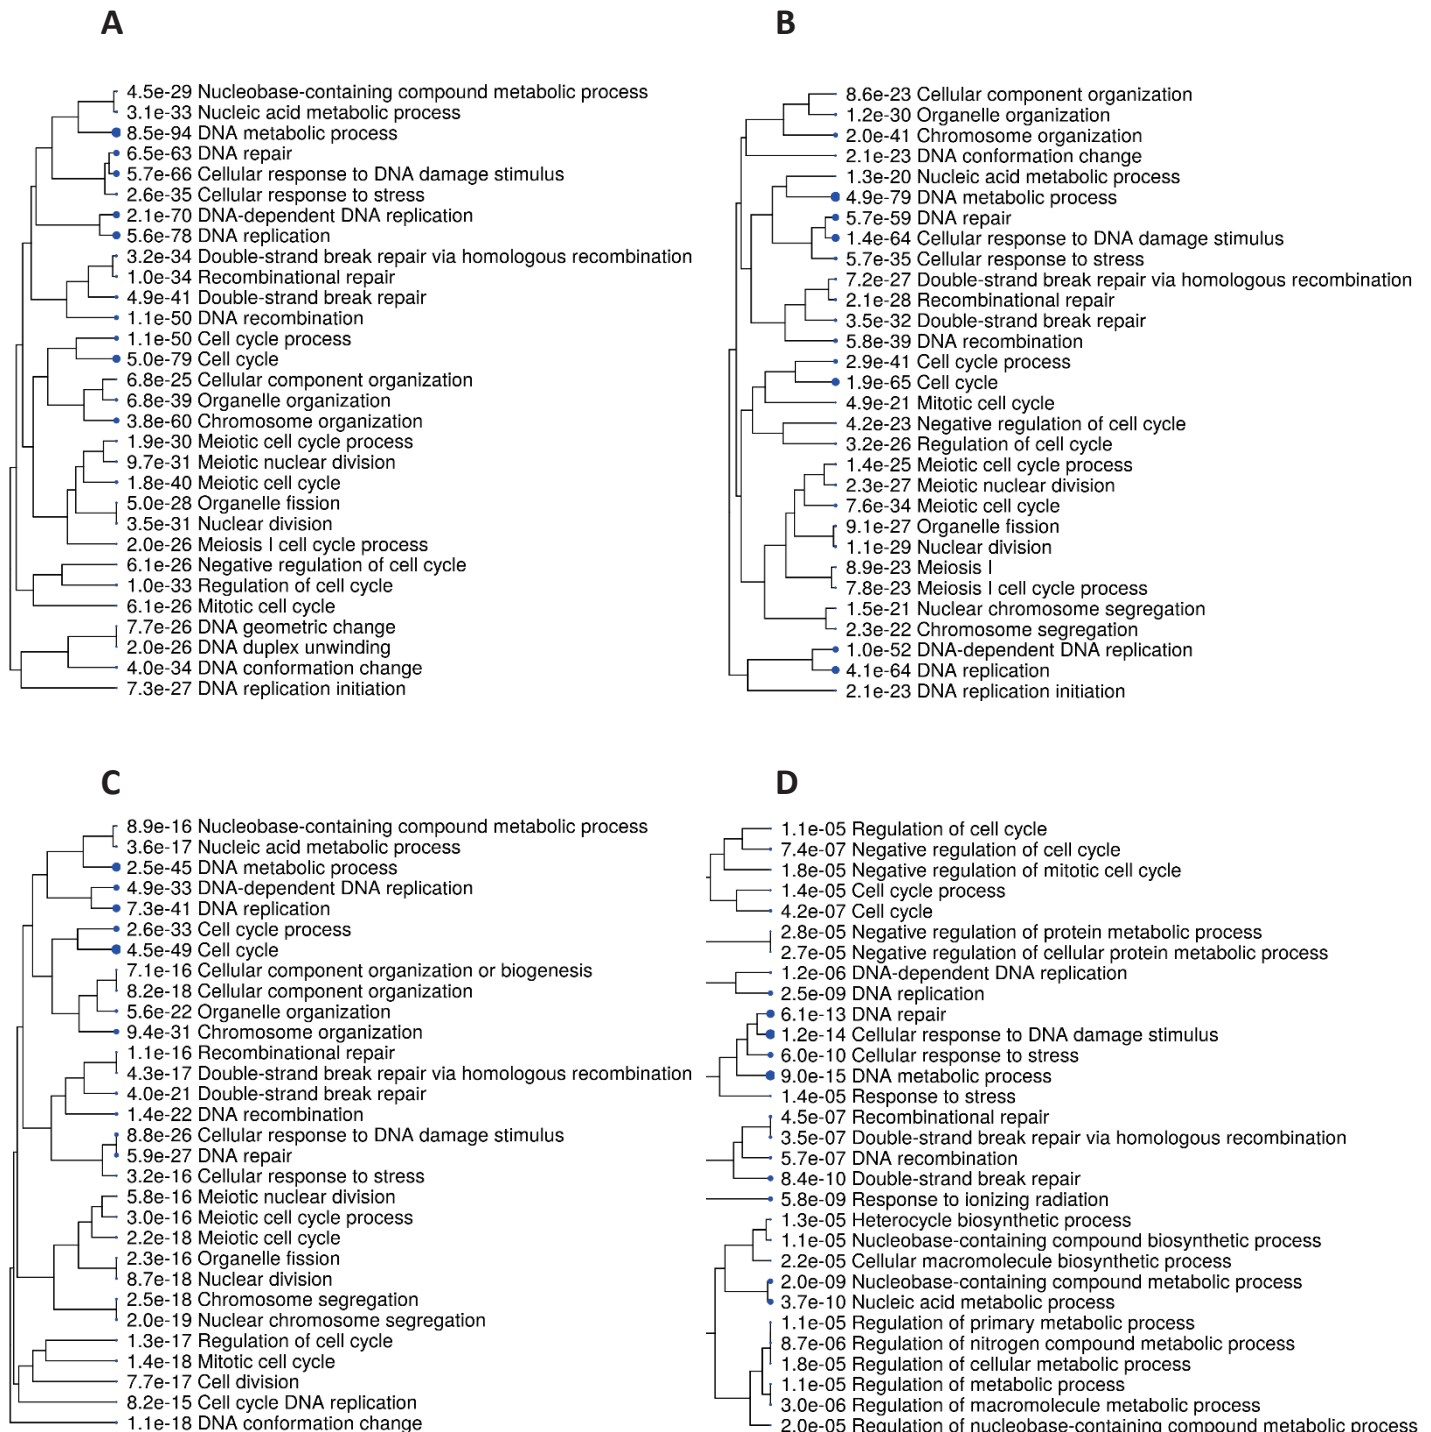 A
4.5e-29 Nucleobase-containing compound metabolic process
3.1e-33 Nucleic acid metabolic process
8.5e-94 DNA metabolic process
6.5e-63 DNA repair
5.7e-66 Cellular response to DNA damage stimulus
2.6e-35 Cellular response to stress
2.1e-70 DNA-dependent DNA replication
5.6e-78 DNA replication
3.2e-34 Double-strand break repair via homologous recombination
1.0e-34 Recombinational repair
4.9e-41 Double-strand break repair
1.1e-50 DNA recombination
1.1e-50 Cell cycle process
5.0e-79 Cell cycle
6.8e-25 Cellular component organization
6.8e-39 Organelle organization
3.8e-60 Chromosome organization
1.9e-30 Meiotic cell cycle process
9.7e-31 Meiotic nuclear division
1.8e-40 Meiotic cell cycle
5.0e-28 Organelle fission
3.5e-31 Nuclear division
2.0e-26 Meiosis I cell cycle process
6.1e-26 Negative regulation of cell cycle
1.0e-33 Regulation of cell cycle
6.1e-26 Mitotic cell cycle
7.7e-26 DNA geometric change
2.0e-26 DNA duplex unwinding
4.0e-34 DNA conformation change
7.3e-27 DNA replication initiation
B
8.6e-23 Cellular component organization
1.2e-30 Organelle organization
2.0e-41 Chromosome organization
2.1e-23 DNA conformation change
1.3e-20 Nucleic acid metabolic process
4.9e-79 DNA metabolic process
5.7e-59 DNA repair
1.4e-64 Cellular response to DNA damage stimulus
5.7e-35 Cellular response to stress
7.2e-27 Double-strand break repair via homologous recombination
2.1e-28 Recombinational repair
3.5e-32 Double-strand break repair
5.8e-39 DNA recombination
2.9e-41 Cell cycle process
1.9e-65 Cell cycle
4.9e-21 Mitotic cell cycle
4.2e-23 Negative regulation of cell cycle
3.2e-26 Regulation of cell cycle
1.4e-25 Meiotic cell cycle process
2.3e-27 Meiotic nuclear division
7.6e-34 Meiotic cell cycle
9.1e-27 Organelle fission
1.1e-29 Nuclear division
8.9e-23 Meiosis I
7.8e-23 Meiosis I cell cycle process
1.5e-21 Nuclear chromosome segregation
2.3e-22 Chromosome segregation
1.0e-52 DNA-dependent DNA replication
4.1e-64 DNA replication
2.1e-23 DNA replication initiation
C
8.9e-16 Nucleobase-containing compound metabolic process
3.6e-17 Nucleic acid metabolic process
2.5e-45 DNA metabolic process
4.9e-33 DNA-dependent DNA replication
7.3e-41 DNA replication
2.6e-33 Cell cycle process
4.5e-49 Cell cycle
7.1e-16 Cellular component organization or biogenesis
8.2e-18 Cellular component organization
5.6e-22 Organelle organization
9.4e-31 Chromosome organization
1.1e-16 Recombinational repair
4.3e-17 Double-strand break repair via homologous recombination
4.0e-21 Double-strand break repair
1.4e-22 DNA recombination
8.8e-26 Cellular response to DNA damage stimulus
5.9e-27 DNA repair
3.2e-16 Cellular response to stress
5.8e-16 Meiotic nuclear division
3.0e-16 Meiotic cell cycle process
2.2e-18 Meiotic cell cycle
2.3e-16 Organelle fission
8.7e-18 Nuclear division
2.5e-18 Chromosome segregation
2.0e-19 Nuclear chromosome segregation
1.3e-17 Regulation of cell cycle
1.4e-18 Mitotic cell cycle
7.7e-17 Cell division
8.2e-15 Cell cycle DNA replication
1.1e-18 DNA conformation change
D
1.1e-05 Regulation of cell cycle
7.4e-07 Negative regulation of cell cycle
1.8e-05 Negative regulation of mitotic cell cycle
1.4e-05 Cell cycle process
4.2e-07 Cell cycle
2.8e-05 Negative regulation of protein metabolic process
2.7e-05 Negative regulation of cellular protein metabolic process
1.2e-06 DNA-dependent DNA replication
2.5e-09 DNA replication
6.1e-13 DNA repair
1.2e-14 Cellular response to DNA damage stimulus
6.0e-10 Cellular response to stress
9.0e-15 DNA metabolic process
1.4e-05 Response to stress
4.5e-07 Recombinational repair
3.5e-07 Double-strand break repair via homologous recombination
5.7e-07 DNA recombination
8.4e-10 Double-strand break repair
5.8e-09 Response to ionizing radiation
1.3e-05 Heterocycle biosynthetic process
1.1e-05 Nucleobase-containing compound biosynthetic process
2.2e-05 Cellular macromolecule biosynthetic process
2.0e-09 Nucleobase-containing compound metabolic process
3.7e-10 Nucleic acid metabolic process
1.1e-05 Regulation of primary metabolic process
8.7e-06 Regulation of nitrogen compound metabolic process
1.8e-05 Regulation of cellular metabolic process
1.1e-05 Regulation of metabolic process
3.0e-06 Regulation of macromolecule metabolic process
2.0e-05 Regulation of nucleobase-containing compound metabolic process